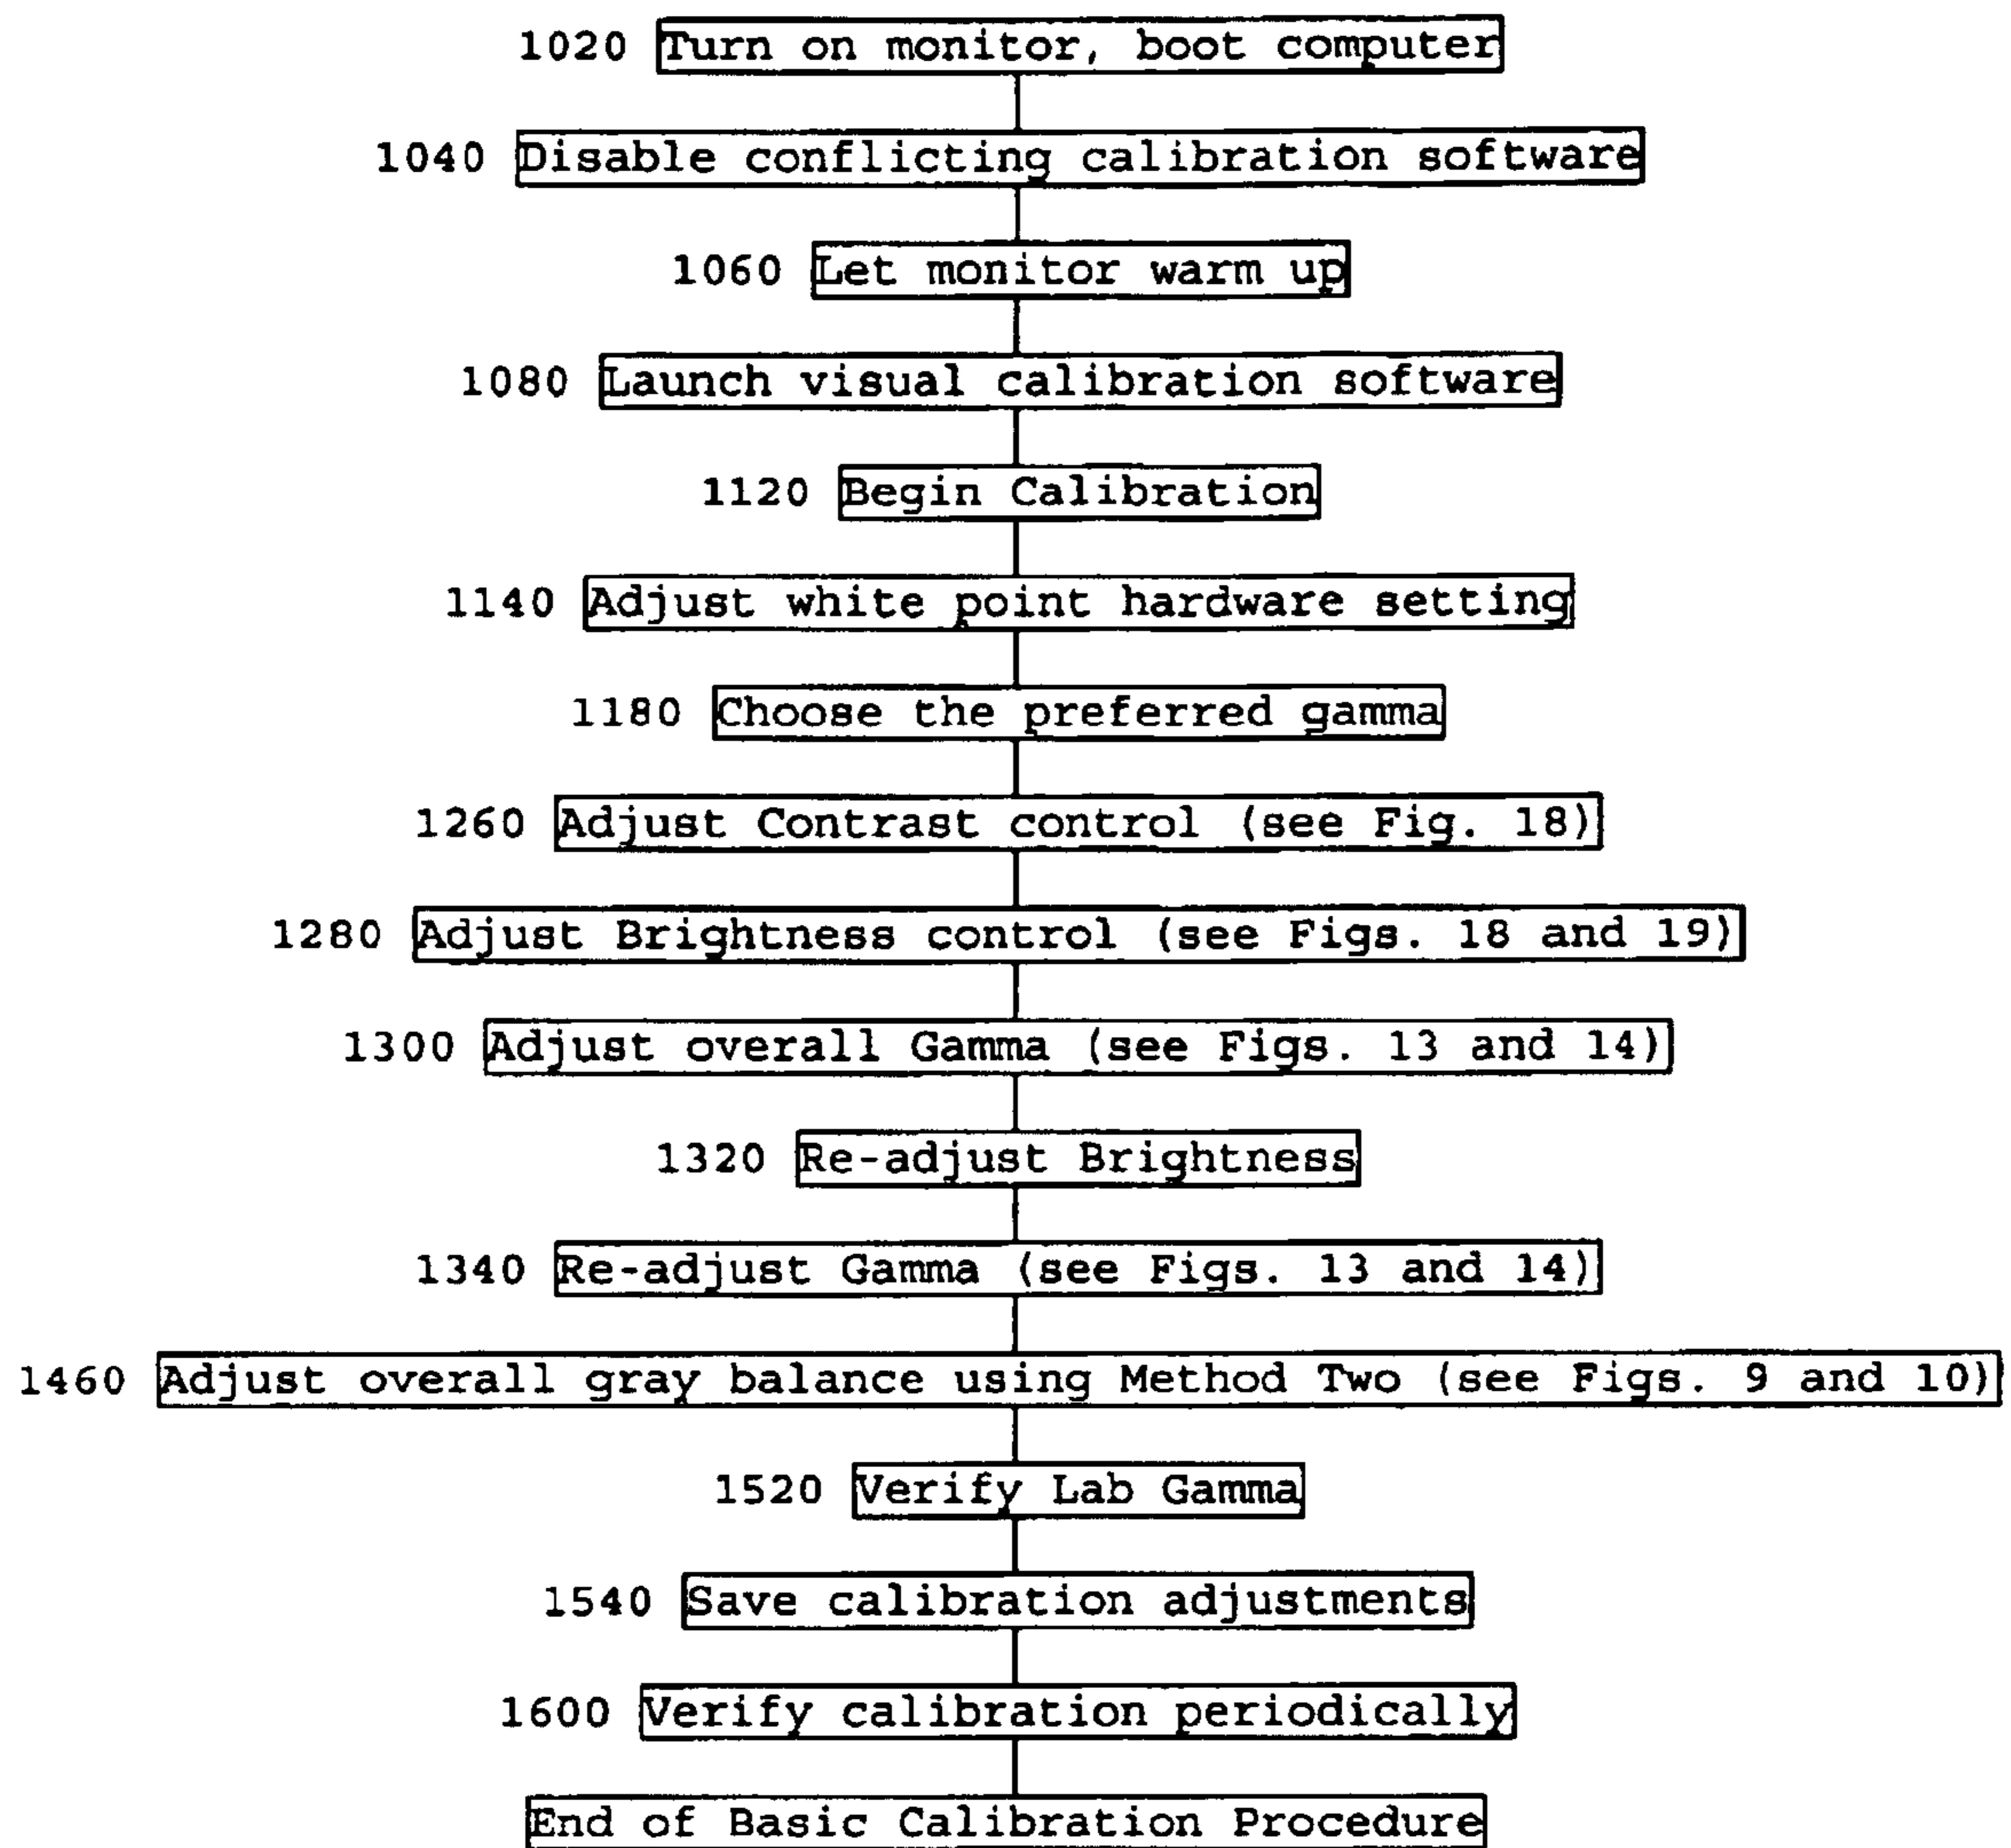 1020 Turn on monitor, boot computer
1040 Disable conflicting calibration software
1060 Let monitor warm up
1080 Launch visual calibration software
1120 Begin Calibration
1140 Adjust white point hardware setting
1180 Choose the preferred gamma
1260 Adjust Contrast control (see Fig. 18)
1280 Adjust Brightness control (see Figs. 18 and 19)
1300 Adjust overall Gamma (see Figs. 13 and 14)
1320 Re-adjust Brightness
1340 Re-adjust Gamma (see Figs. 13 and 14)
1460 Adjust overall gray balance using Method Two (see Figs. 9 and 10)
1520 Verify Lab Gamma
1540 Save calibration adjustments
1600 Verify calibration periodically
End of Basic Calibration Procedure